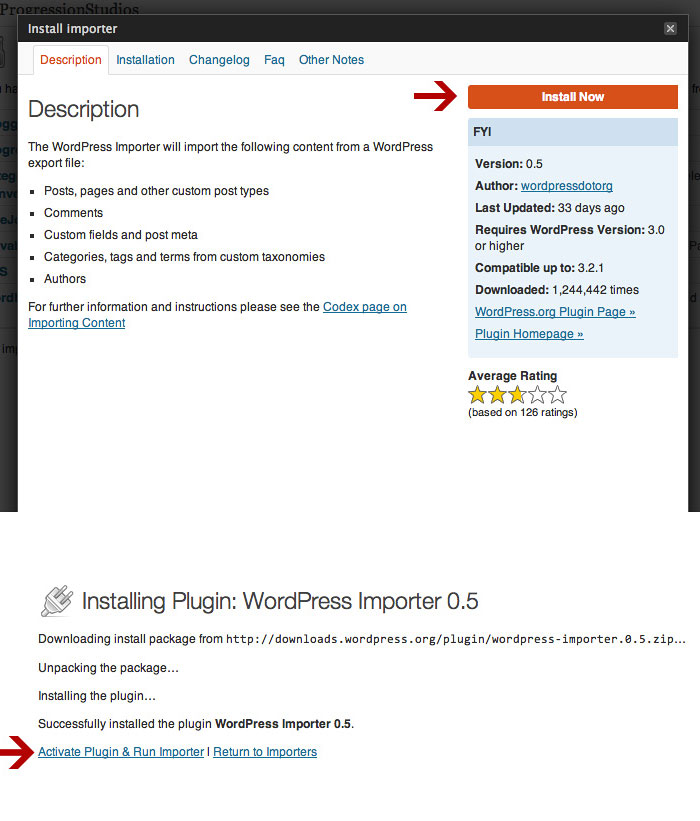 ProgressionStudios
Install importer
Description Installation Changelog Faq Other Notes
Install Now
Description
The WordPress Importer will import the following content from a WordPress
export file:
Posts, pages and other custom post types
Comments
Custom fields and post meta
Categories, tags and terms from custom taxonomies
Authors
For further information and instructions please see the Codex page on
Importing Content
FYI
Version: 0.5
Author: wordpressdotorg
Last Updated: 33 days ago
Requires WordPress Version: 3.0
or higher
Compatible up to: 3.2.1
Downloaded: 1,244,442 times
WordPress.org Plugin Page »
Plugin Homepage »
Average Rating
(based on 126 ratings)
Installing Plugin: WordPress Importer 0.5
Downloading install package from http://downloads.wordpress.org/plugin/wordpress-importer.0.5.zip…
Unpacking the package…
Installing the plugin…
Successfully installed the plugin WordPress Importer 0.5.
Activate Plugin & Run Importer | Return to Importers